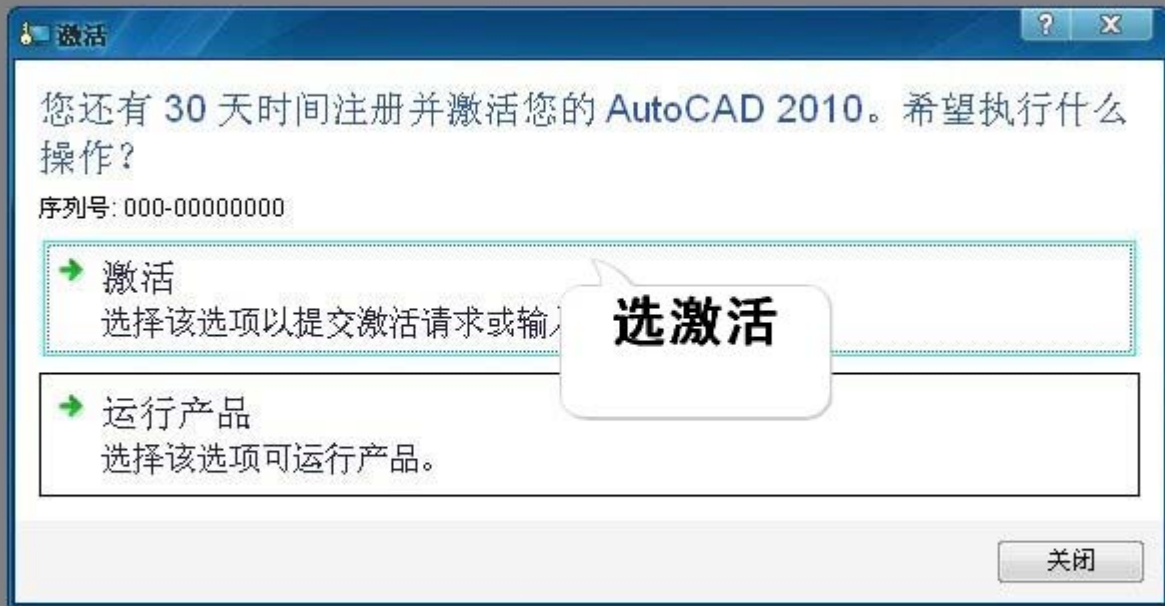 激活
您还有 30 天时间注册并激活您的 AutoCAD 2010。希望执行什么
操作?
序列号: 000-00000000
激活
选择该选项以提交激活请求或输
选激活
运行产品
选择该选项可运行产品。
关闭